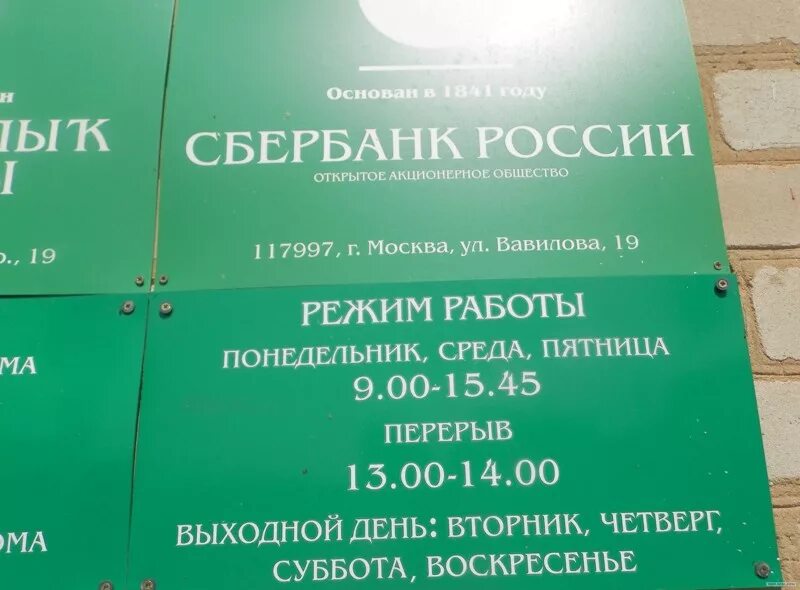 Основан в 1841 году
СБЕРБАНК РОССИИ
ОТКРЫТОЕ АКЦИОНЕРНОЕ ОБЩЕСТВО
117997, г. Москва, ул. Вавилова, 19
РЕЖИМ РАБОТЫ
ПОНЕДЕЛЬНИК, СРЕДА, ПЯТНИЦА
9.00-15.45
ПЕРЕРЫВ
13.00-14.00
ВЫХОДНОЙ ДЕНЬ: ВТОРНИК, ЧЕТВЕРГ,
СУББОТА, ВОСКРЕСЕНЬЕ
19